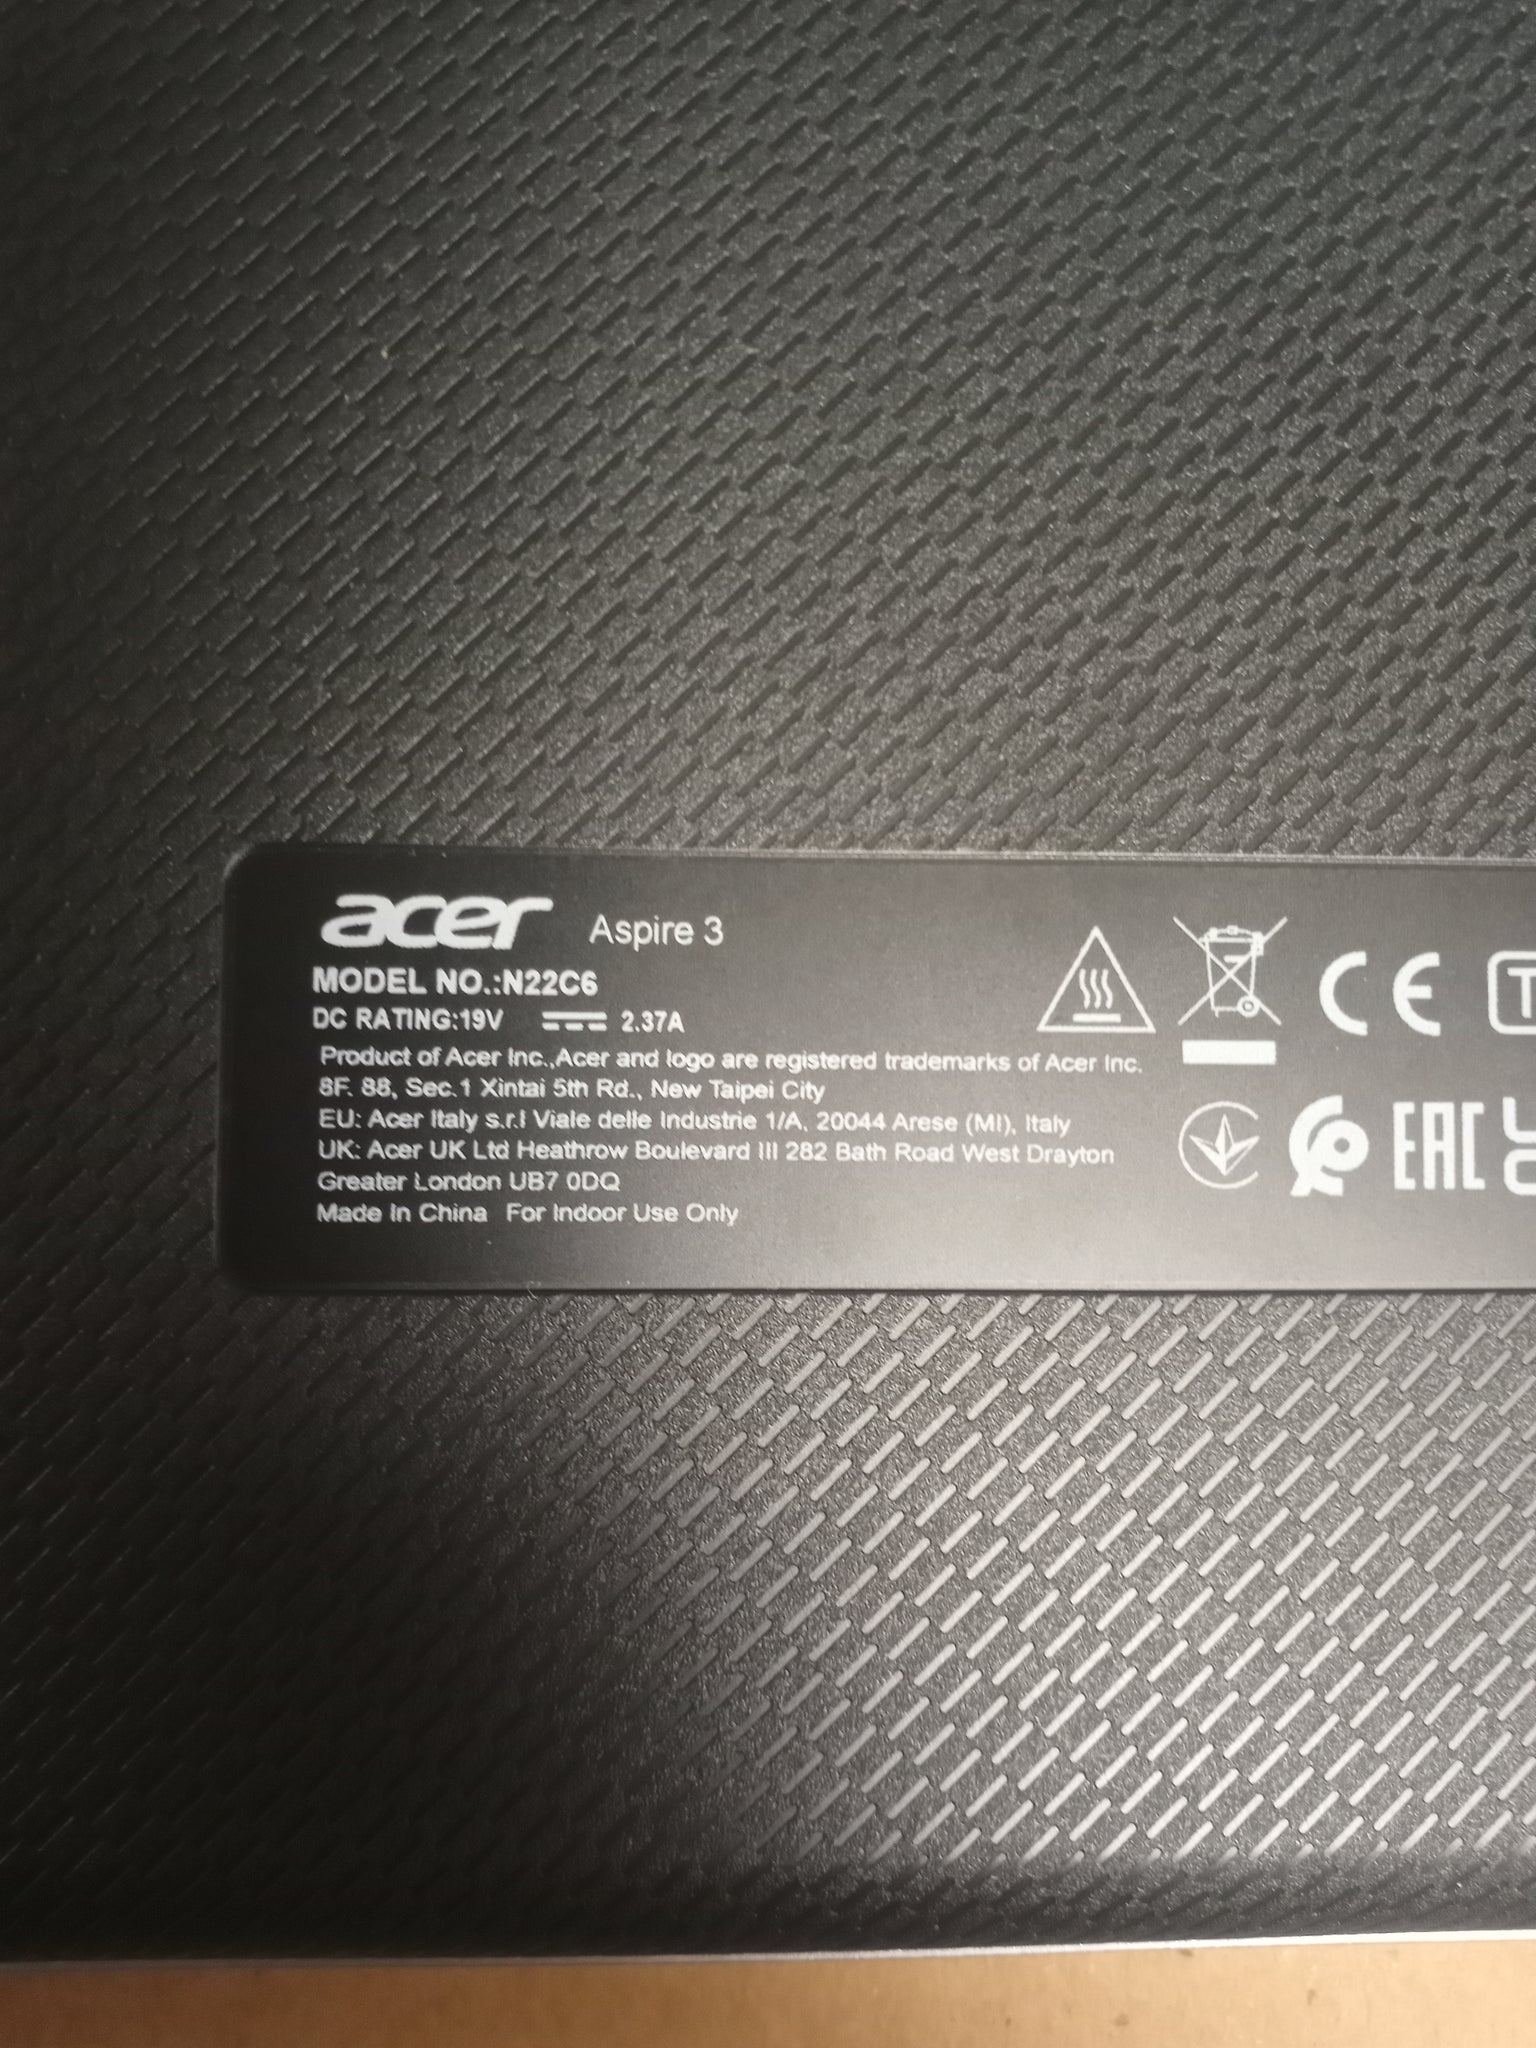 acer Aspire 3
MODEL NO.:N22C6
DC RATING:19V 2.37A
Product of Acer Inc.,Acer and logo are registered trademarks of Acer Inc.
8F. 88, Sec.1 Xintai 5th Rd., New Taipei City
EU: Acer Italy s.r.l Viale delle Industrie 1/A, 20044 Arese (MI), Italy
UK: Acer UK Ltd Heathrow Boulevard III 282 Bath Road West Drayton
Greater London UB7 0DQ
Made In China For Indoor Use Only
CE
EAC